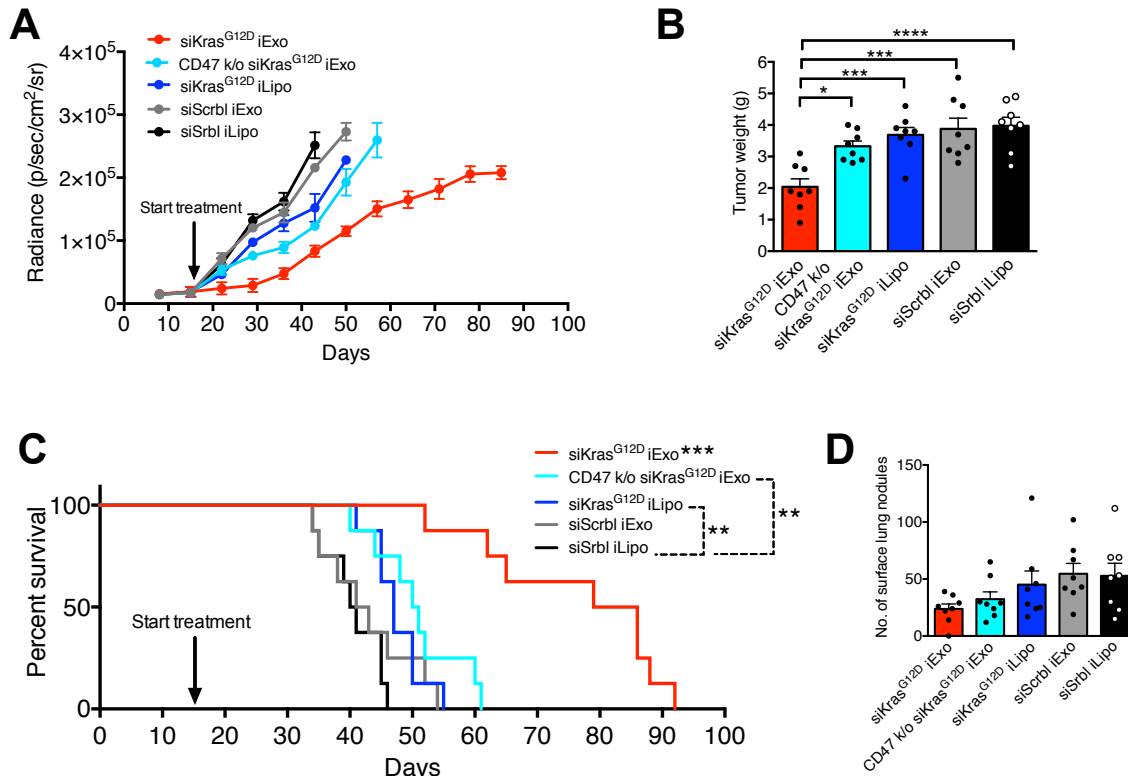 A
siKras^G12D iExo
CD47 k/o siKras^G12D iExo
siKras^G12D iLipo
siScrbl iExo
siSrbl iLipo
Radiance (p/sec/cm²/sr)
4×10⁵
3×10⁵
2×10⁵
1×10⁵
0
Start treatment
0 10 20 30 40 50 60 70 80 90 100
Days
B
****
***
***
*
Tumor weight (g)
6
5
4
3
2
1
0
siKras^G12D iExo
CD47 k/o
siKras^G12D iExo
siKras^G12D iLipo
siScrbl iExo
siSrbl iLipo
C
siKras^G12D iExo ***
CD47 k/o siKras^G12D iExo
siKras^G12D iLipo
siScrbl iExo
siSrbl iLipo
**
**
Percent survival
100
50
0
Start treatment
0 10 20 30 40 50 60 70 80 90 100
Days
D
No. of surface lung nodules
150
100
50
0
siKras^G12D iExo
CD47 k/o siKras^G12D iExo
siKras^G12D iLipo
siScrbl iExo
siSrbl iLipo